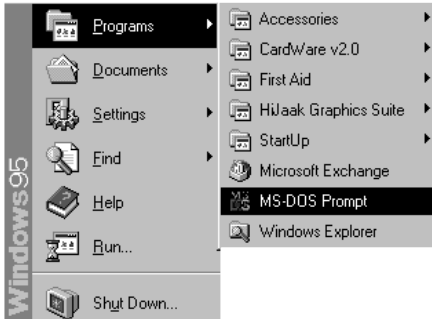 Windows95
Programs
Documents
Settings
Find
Help
Run...
Shut Down...
Accessories
CardWare v2.0
First Aid
HiJaak Graphics Suite
StartUp
Microsoft Exchange
MS-DOS Prompt
Windows Explorer